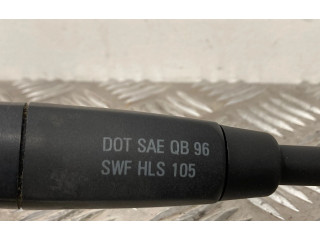 DOT SAE QB 96
SWF HLS 105